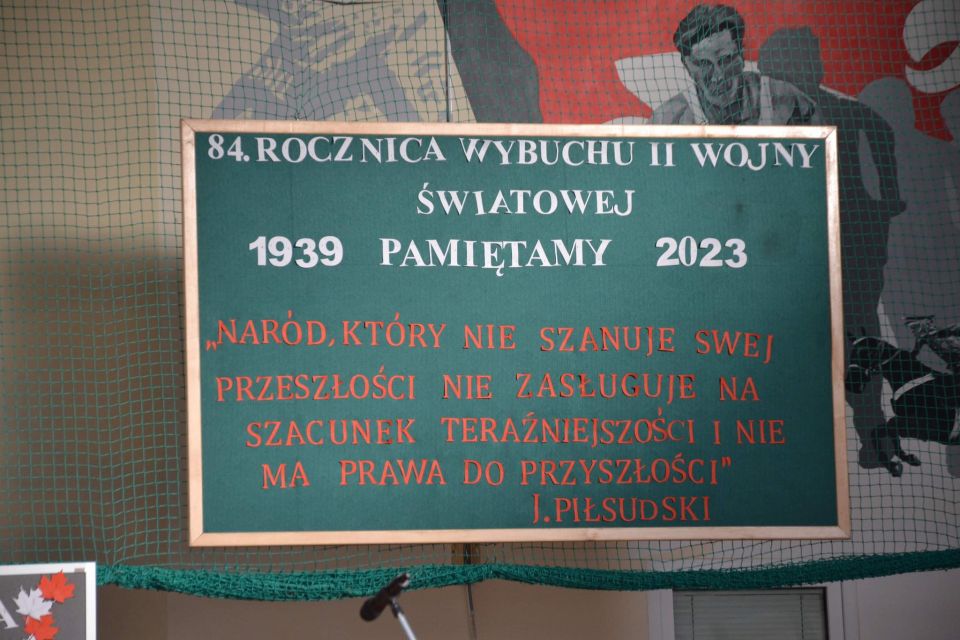 84. ROCZNICA WYBUCHU II WOJNY
ŚWIATOWEJ
1939 PAMIĘTAMY 2023
„NARÓD, KTÓRY NIE SZANUJE SWEJ
PRZESZŁOŚCI NIE ZASŁUGUJE NA
SZACUNEK TERAŹNIEJSZOŚCI I NIE
MA PRAWA DO PRZYSZŁOŚCI"
J. PIŁSUDSKI